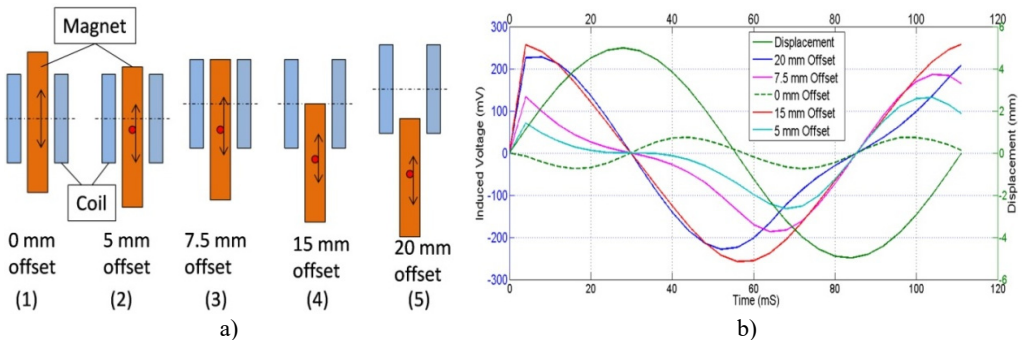 Magnet
Coil
0 mm offset (1)
5 mm offset (2)
7.5 mm offset (3)
15 mm offset (4)
20 mm offset (5)
a)
0 20 40 60 80 100 120
300
200
100
0
-100
-200
-300
Induced Voltage (mV)
Displacement
20 mm Offset
7.5 mm Offset
0 mm Offset
15 mm Offset
5 mm Offset
6
4
2
0
-2
-4
-6
Displacement (mm)
0 20 40 60 80 100 120
Time (mS)
b)